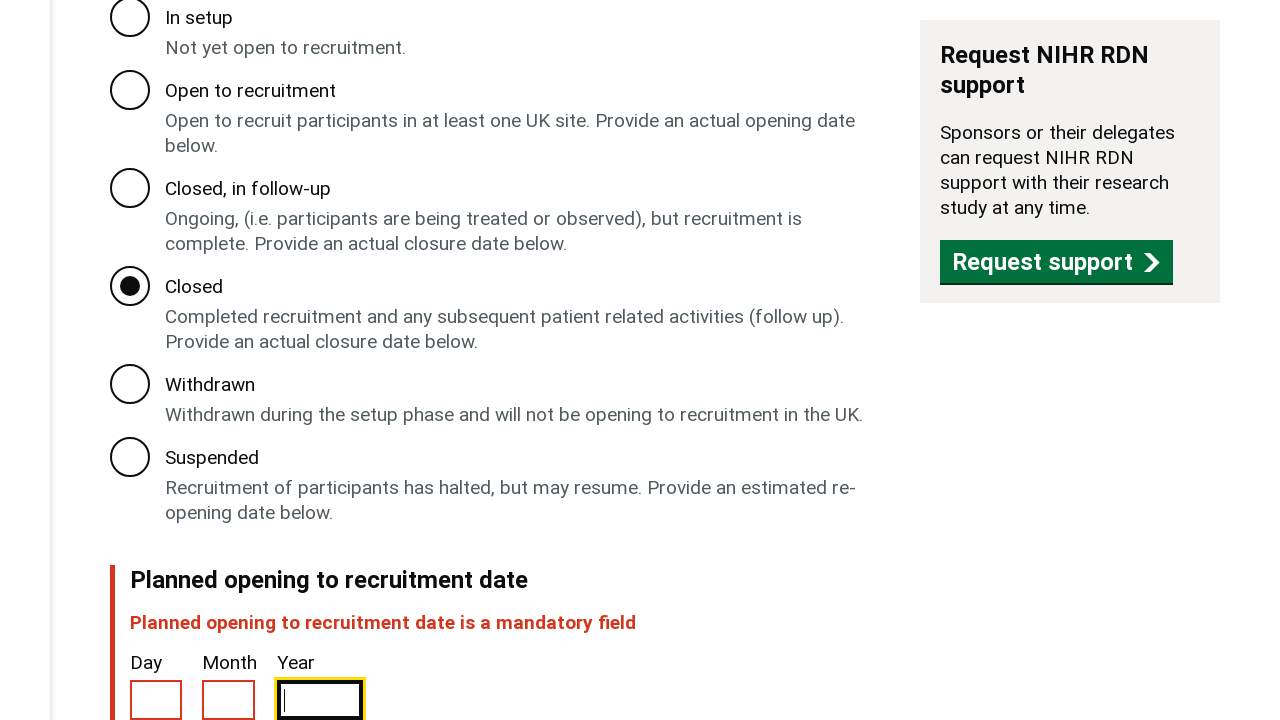 In setup
Not yet open to recruitment.
Open to recruitment
Open to recruit participants in at least one UK site. Provide an actual opening date
below.
Closed, in follow-up
Ongoing, (i.e. participants are being treated or observed), but recruitment is
complete. Provide an actual closure date below.
Closed
Completed recruitment and any subsequent patient related activities (follow up).
Provide an actual closure date below.
Withdrawn
Withdrawn during the setup phase and will not be opening to recruitment in the UK.
Suspended
Recruitment of participants has halted, but may resume. Provide an estimated re-
opening date below.
Planned opening to recruitment date
Planned opening to recruitment date is a mandatory field
Day Month Year
Request NIHR RDN
support
Sponsors or their delegates
can request NIHR RDN
support with their research
study at any time.
Request support